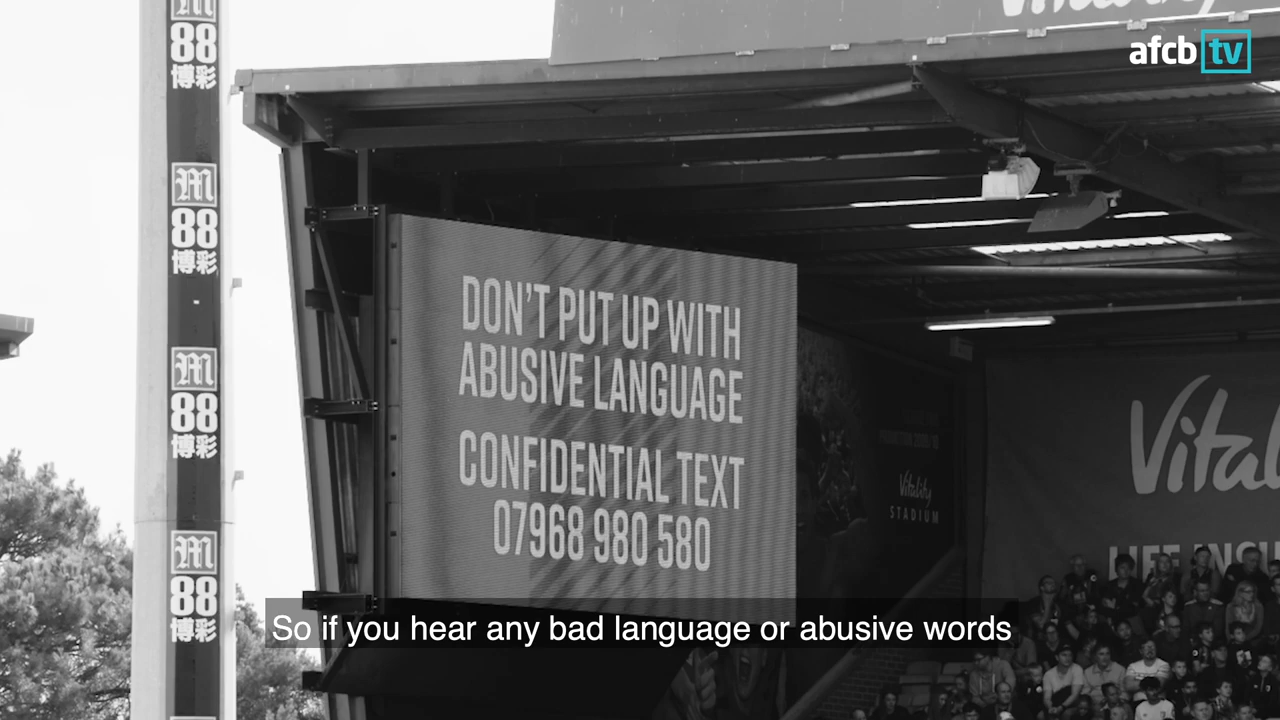 afcb tv
M
88
博彩
M
88
博彩
M
88
博彩
M
88
博彩
DON'T PUT UP WITH
ABUSIVE LANGUAGE
CONFIDENTIAL TEXT
07968 980 580
Vitality
STADIUM
So if you hear any bad language or abusive words